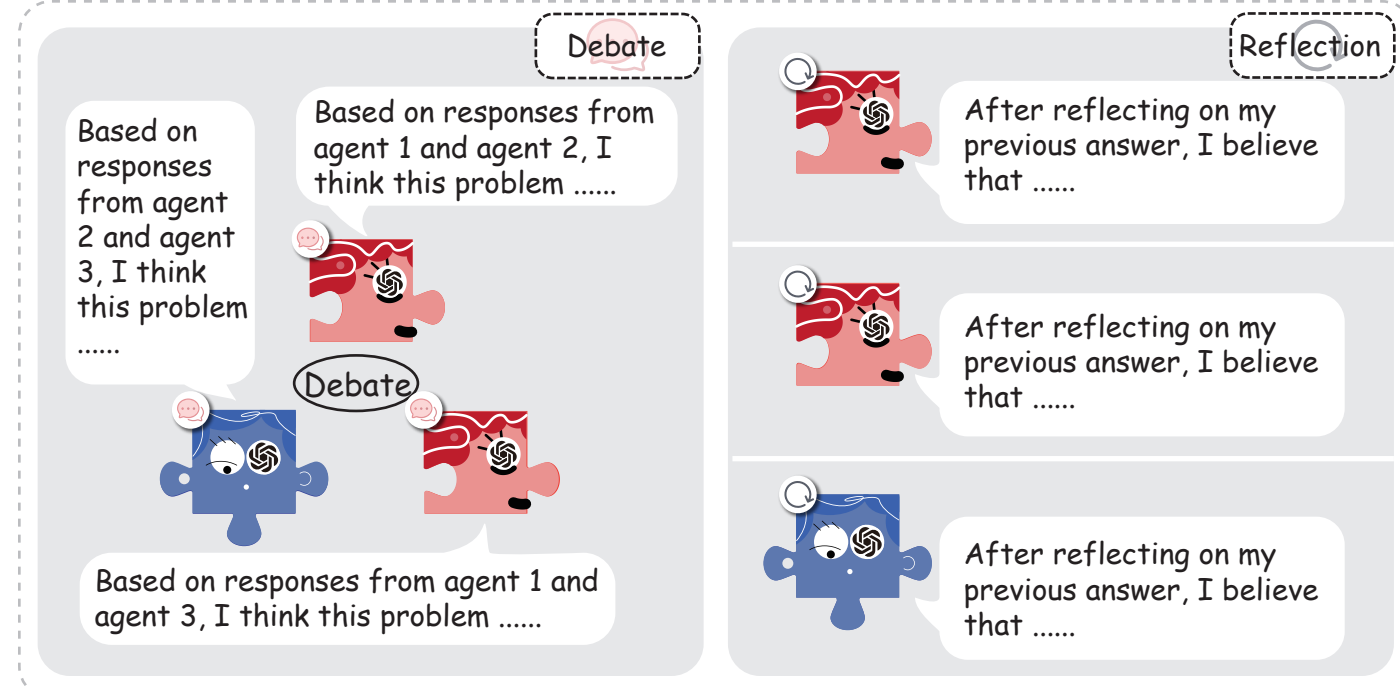 Debate
Based on
responses
from agent
2 and agent
3, I think
this problem
......
Based on responses from
agent 1 and agent 2, I
think this problem ......
Debate
Based on responses from agent 1 and
agent 3, I think this problem ......
Reflection
After reflecting on my
previous answer, I believe
that ......
After reflecting on my
previous answer, I believe
that ......
After reflecting on my
previous answer, I believe
that ......